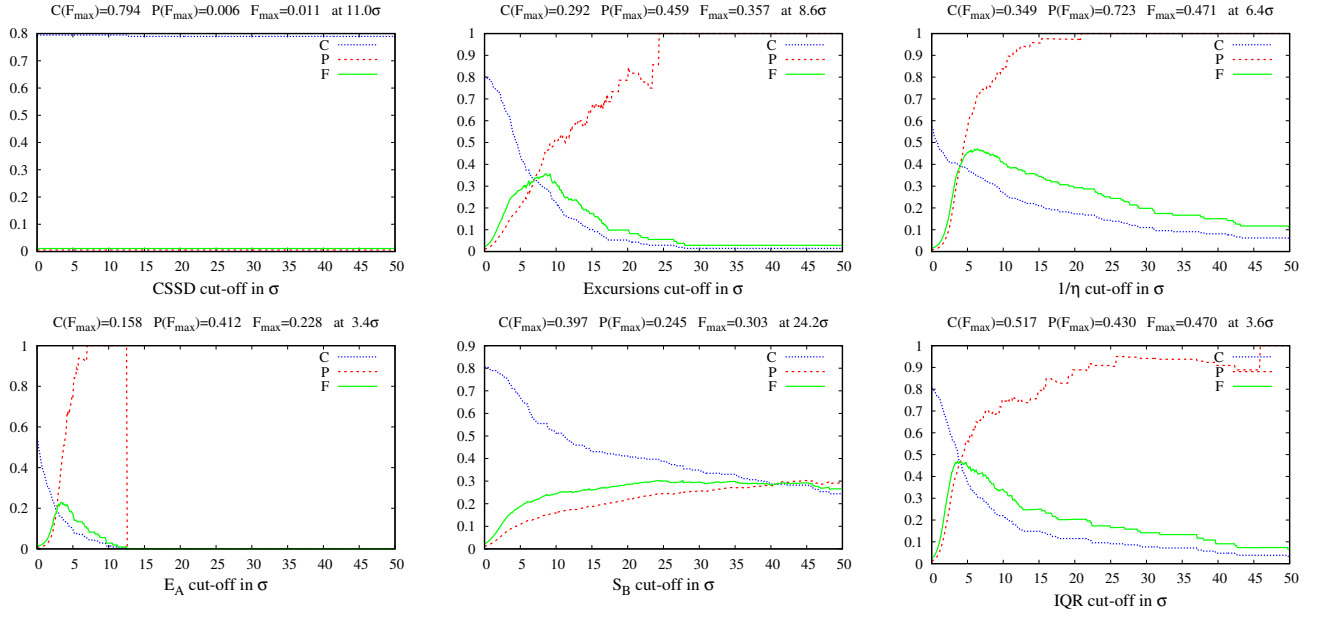 C(Fmax)=0.794 P(Fmax)=0.006 Fmax=0.011 at 11.0σ
0.8
0.7
0.6
0.5
0.4
0.3
0.2
0.1
0
C
P
F
0 5 10 15 20 25 30 35 40 45 50
CSSD cut-off in σ
C(Fmax)=0.292 P(Fmax)=0.459 Fmax=0.357 at 8.6σ
1
0.9
0.8
0.7
0.6
0.5
0.4
0.3
0.2
0.1
0
C
P
F
0 5 10 15 20 25 30 35 40 45 50
Excursions cut-off in σ
C(Fmax)=0.349 P(Fmax)=0.723 Fmax=0.471 at 6.4σ
1
0.9
0.8
0.7
0.6
0.5
0.4
0.3
0.2
0.1
0
C
P
F
0 5 10 15 20 25 30 35 40 45 50
1/η cut-off in σ
C(Fmax)=0.158 P(Fmax)=0.412 Fmax=0.228 at 3.4σ
1
0.8
0.6
0.4
0.2
0
C
P
F
0 5 10 15 20 25 30 35 40 45 50
EA cut-off in σ
C(Fmax)=0.397 P(Fmax)=0.245 Fmax=0.303 at 24.2σ
0.9
0.8
0.7
0.6
0.5
0.4
0.3
0.2
0.1
0
C
P
F
0 5 10 15 20 25 30 35 40 45 50
SB cut-off in σ
C(Fmax)=0.517 P(Fmax)=0.430 Fmax=0.470 at 3.6σ
1
0.9
0.8
0.7
0.6
0.5
0.4
0.3
0.2
0.1
0
C
P
F
0 5 10 15 20 25 30 35 40 45 50
IQR cut-off in σ